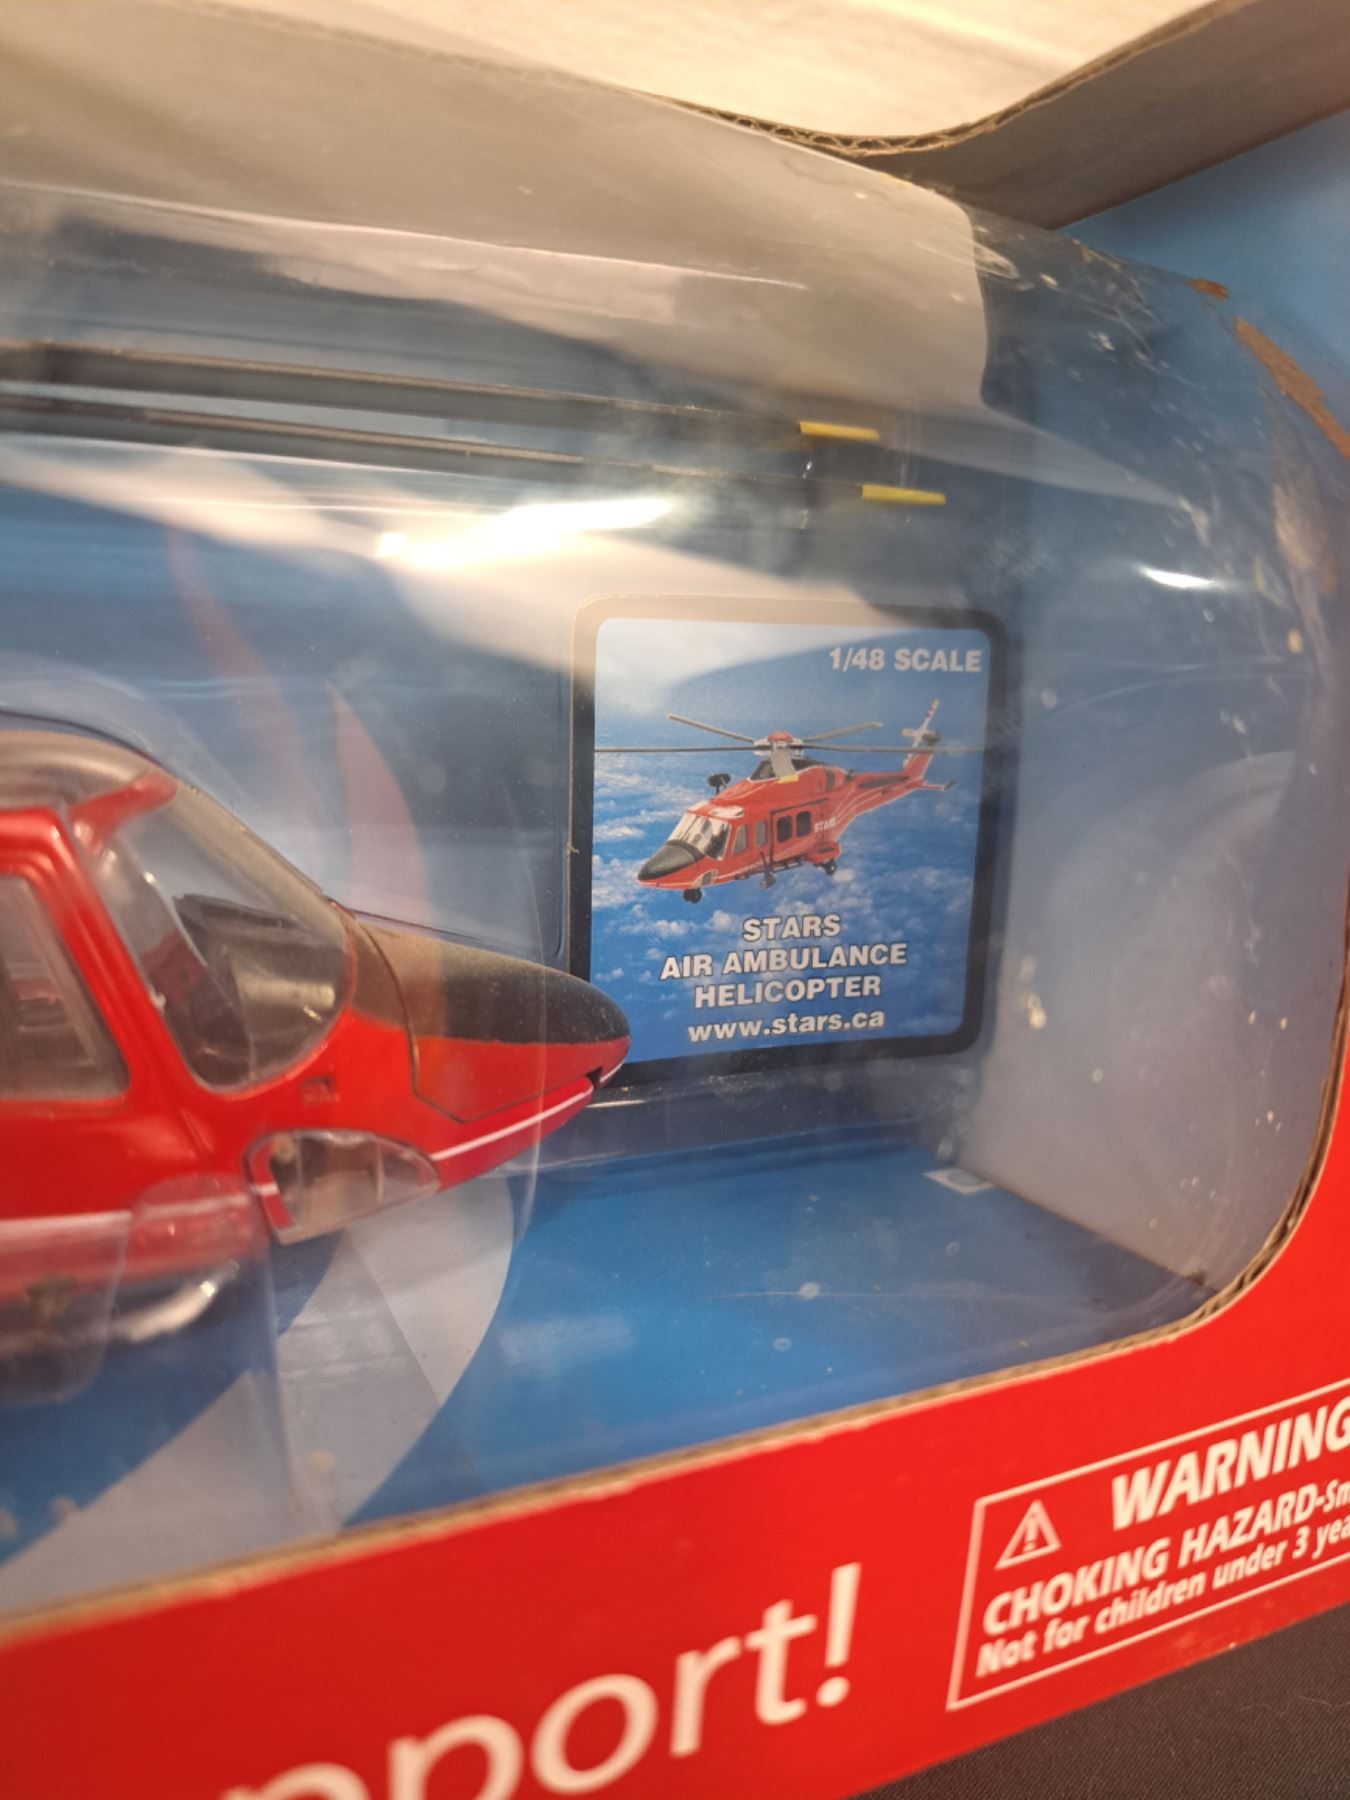 1/48 SCALE
STARS
STARS
AIR AMBULANCE
HELICOPTER
www.stars.ca
WARNING
CHOKING HAZARD-Sm
Not for children under 3 yea
pport!